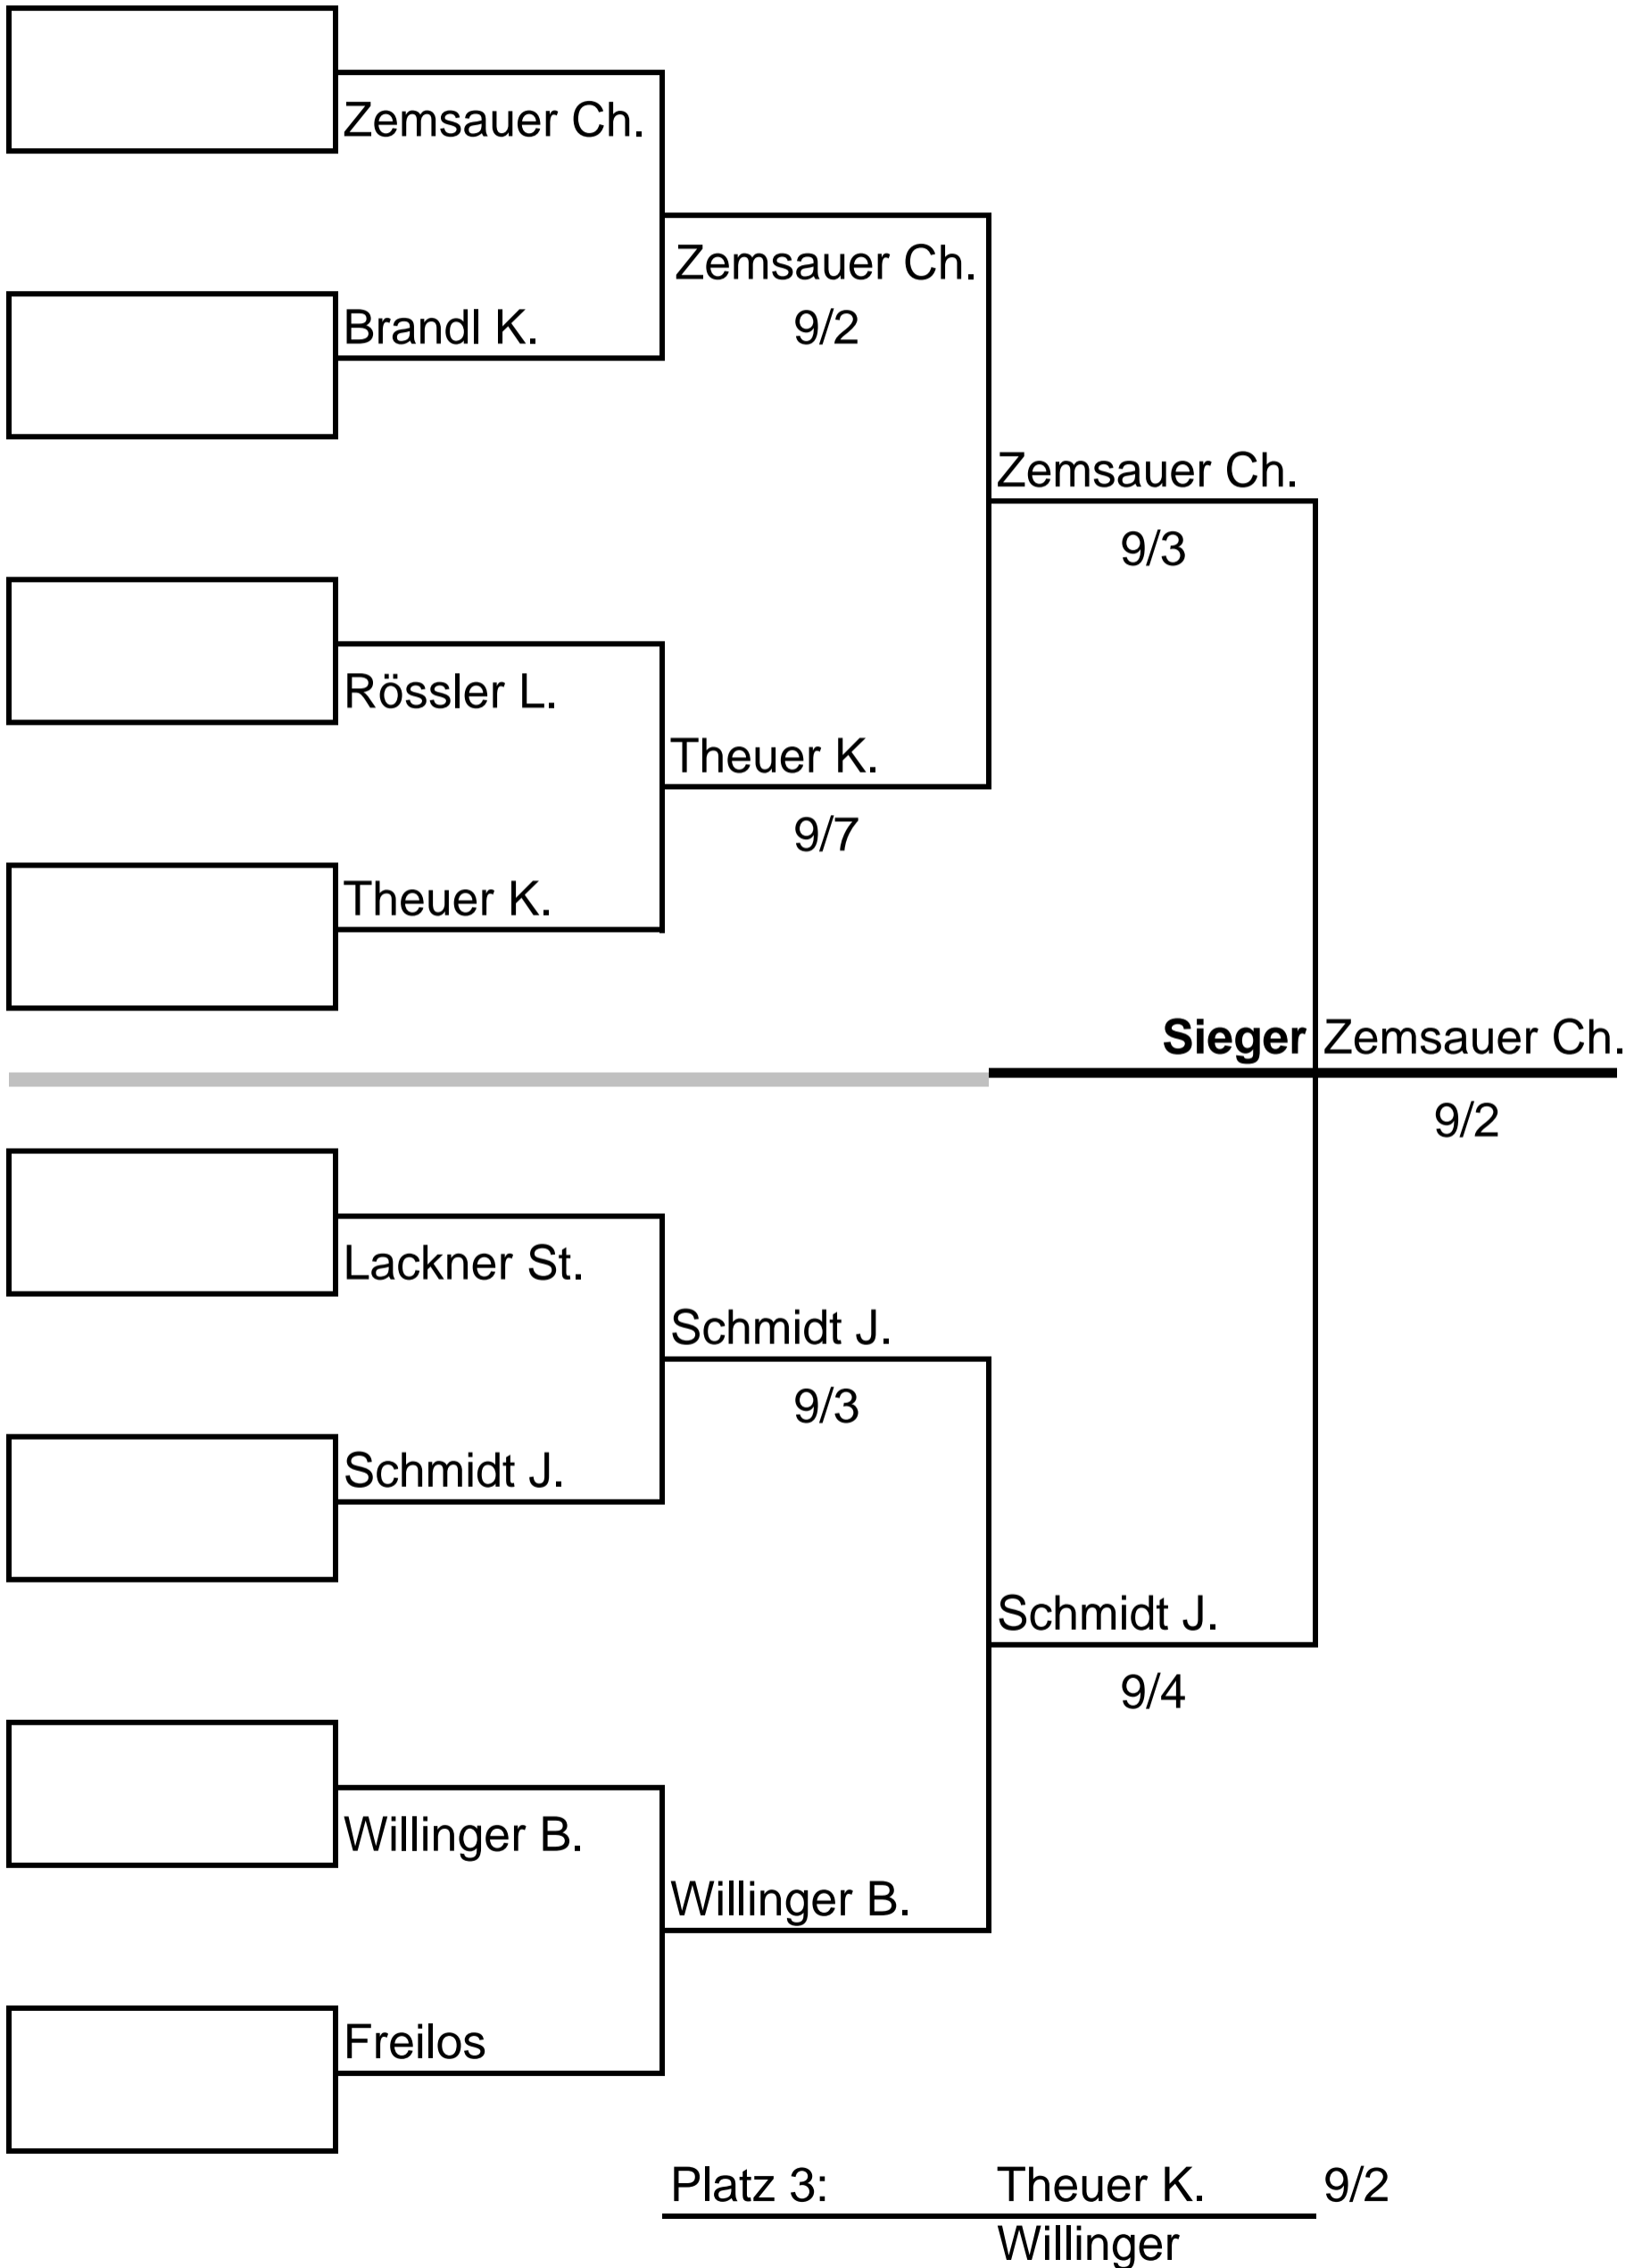 Zemsauer Ch.
Zemsauer Ch.
Brandl K.
9/2
Zemsauer Ch.
9/3
Rössler L.
Theuer K.
9/7
Theuer K.
Sieger Zemsauer Ch.
9/2
Lackner St.
Schmidt J.
9/3
Schmidt J.
Schmidt J.
9/4
Willinger B.
Willinger B.
Freilos
Platz 3: Theuer K. 9/2
Willinger